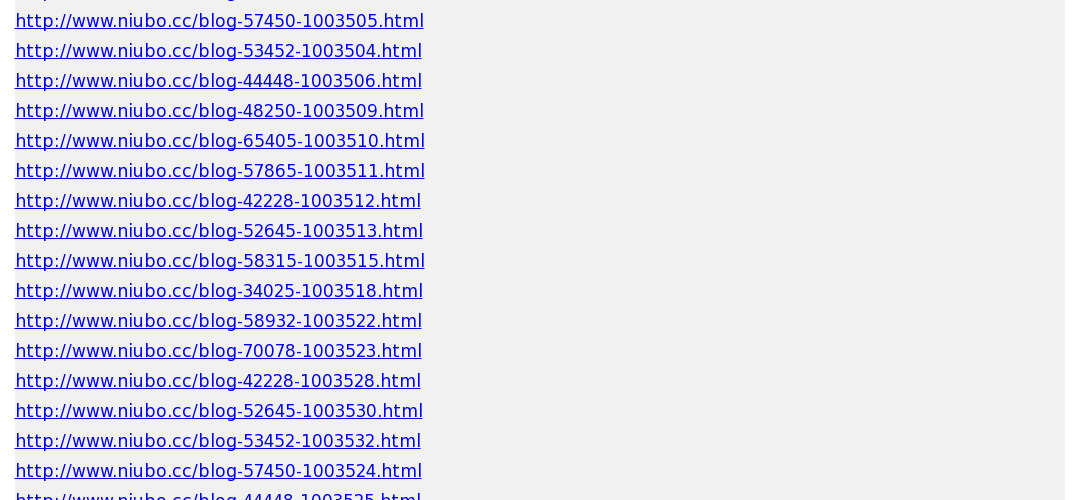 http://www.niubo.cc/blog-57450-1003505.html
http://www.niubo.cc/blog-53452-1003504.html
http://www.niubo.cc/blog-44448-1003506.html
http://www.niubo.cc/blog-48250-1003509.html
http://www.niubo.cc/blog-65405-1003510.html
http://www.niubo.cc/blog-57865-1003511.html
http://www.niubo.cc/blog-42228-1003512.html
http://www.niubo.cc/blog-52645-1003513.html
http://www.niubo.cc/blog-58315-1003515.html
http://www.niubo.cc/blog-34025-1003518.html
http://www.niubo.cc/blog-58932-1003522.html
http://www.niubo.cc/blog-70078-1003523.html
http://www.niubo.cc/blog-42228-1003528.html
http://www.niubo.cc/blog-52645-1003530.html
http://www.niubo.cc/blog-53452-1003532.html
http://www.niubo.cc/blog-57450-1003524.html